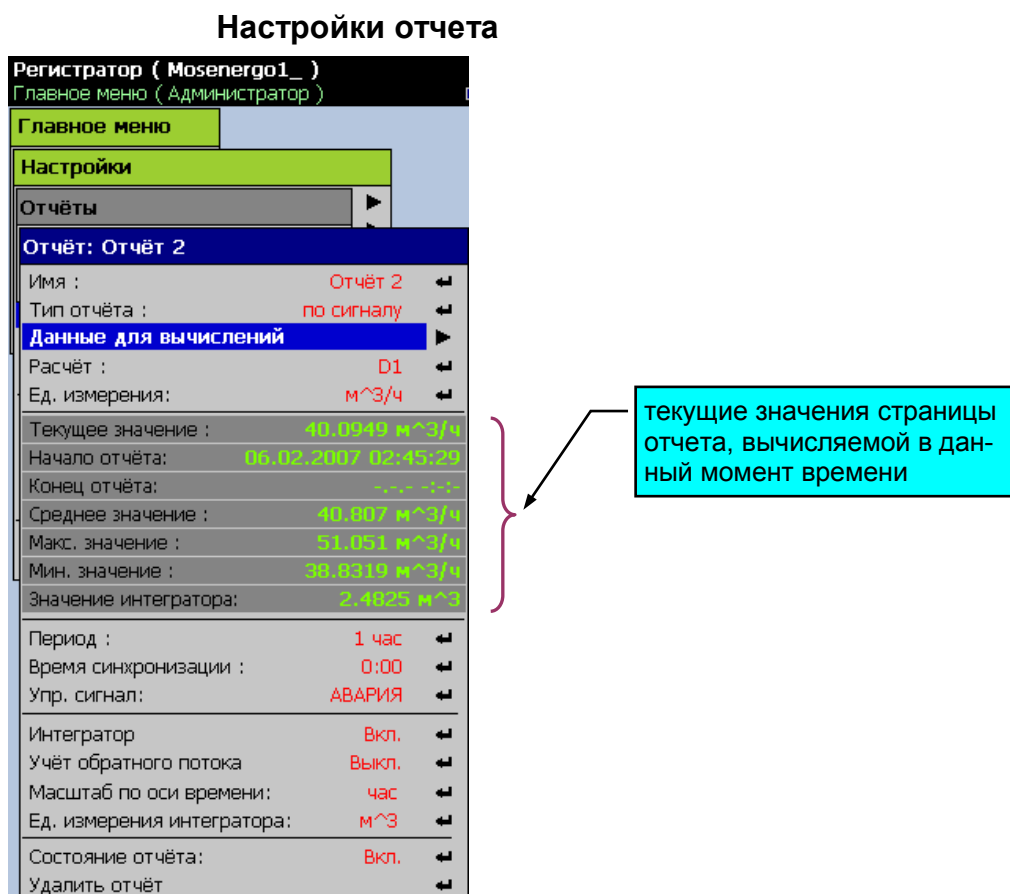 Настройки отчета
Регистратор ( Mosenergo1_ )
Главное меню ( Администратор )
Главное меню
Настройки
Отчёты
Отчёт: Отчёт 2
Имя : Отчёт 2
Тип отчёта : по сигналу
Данные для вычислений
Расчёт : D1
Ед. измерения: м^3/ч
Текущее значение : 40.0949 м^3/ч
Начало отчёта: 06.02.2007 02:45:29
Конец отчёта: -.-.- -:-:-
Среднее значение : 40.807 м^3/ч
Макс. значение : 51.051 м^3/ч
Мин. значение : 38.8319 м^3/ч
Значение интегратора: 2.4825 м^3
Период : 1 час
Время синхронизации : 0:00
Упр. сигнал: АВАРИЯ
Интегратор Вкл.
Учёт обратного потока Выкл.
Масштаб по оси времени: час
Ед. измерения интегратора: м^3
Состояние отчёта: Вкл.
Удалить отчёт
текущие значения страницы
отчета, вычисляемой в дан-
ный момент времени